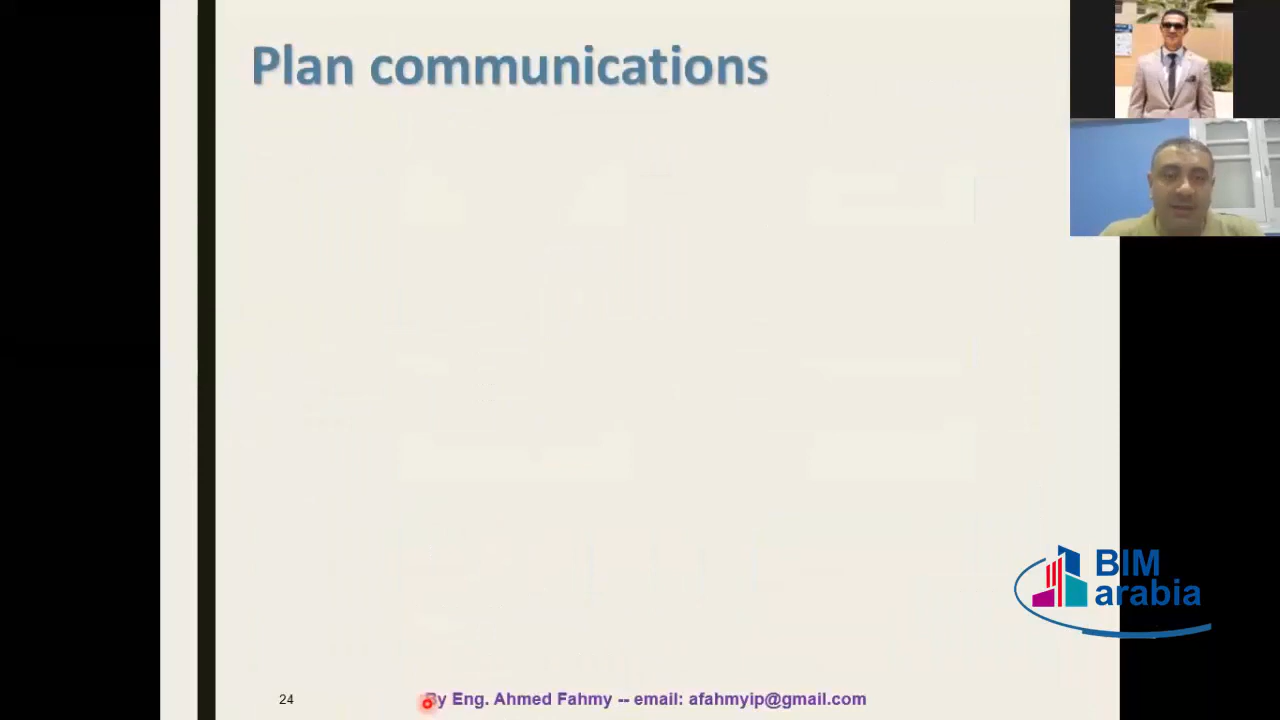 Plan communications
BIM
arabia
24
By Eng. Ahmed Fahmy -- email: afahmyip@gmail.com